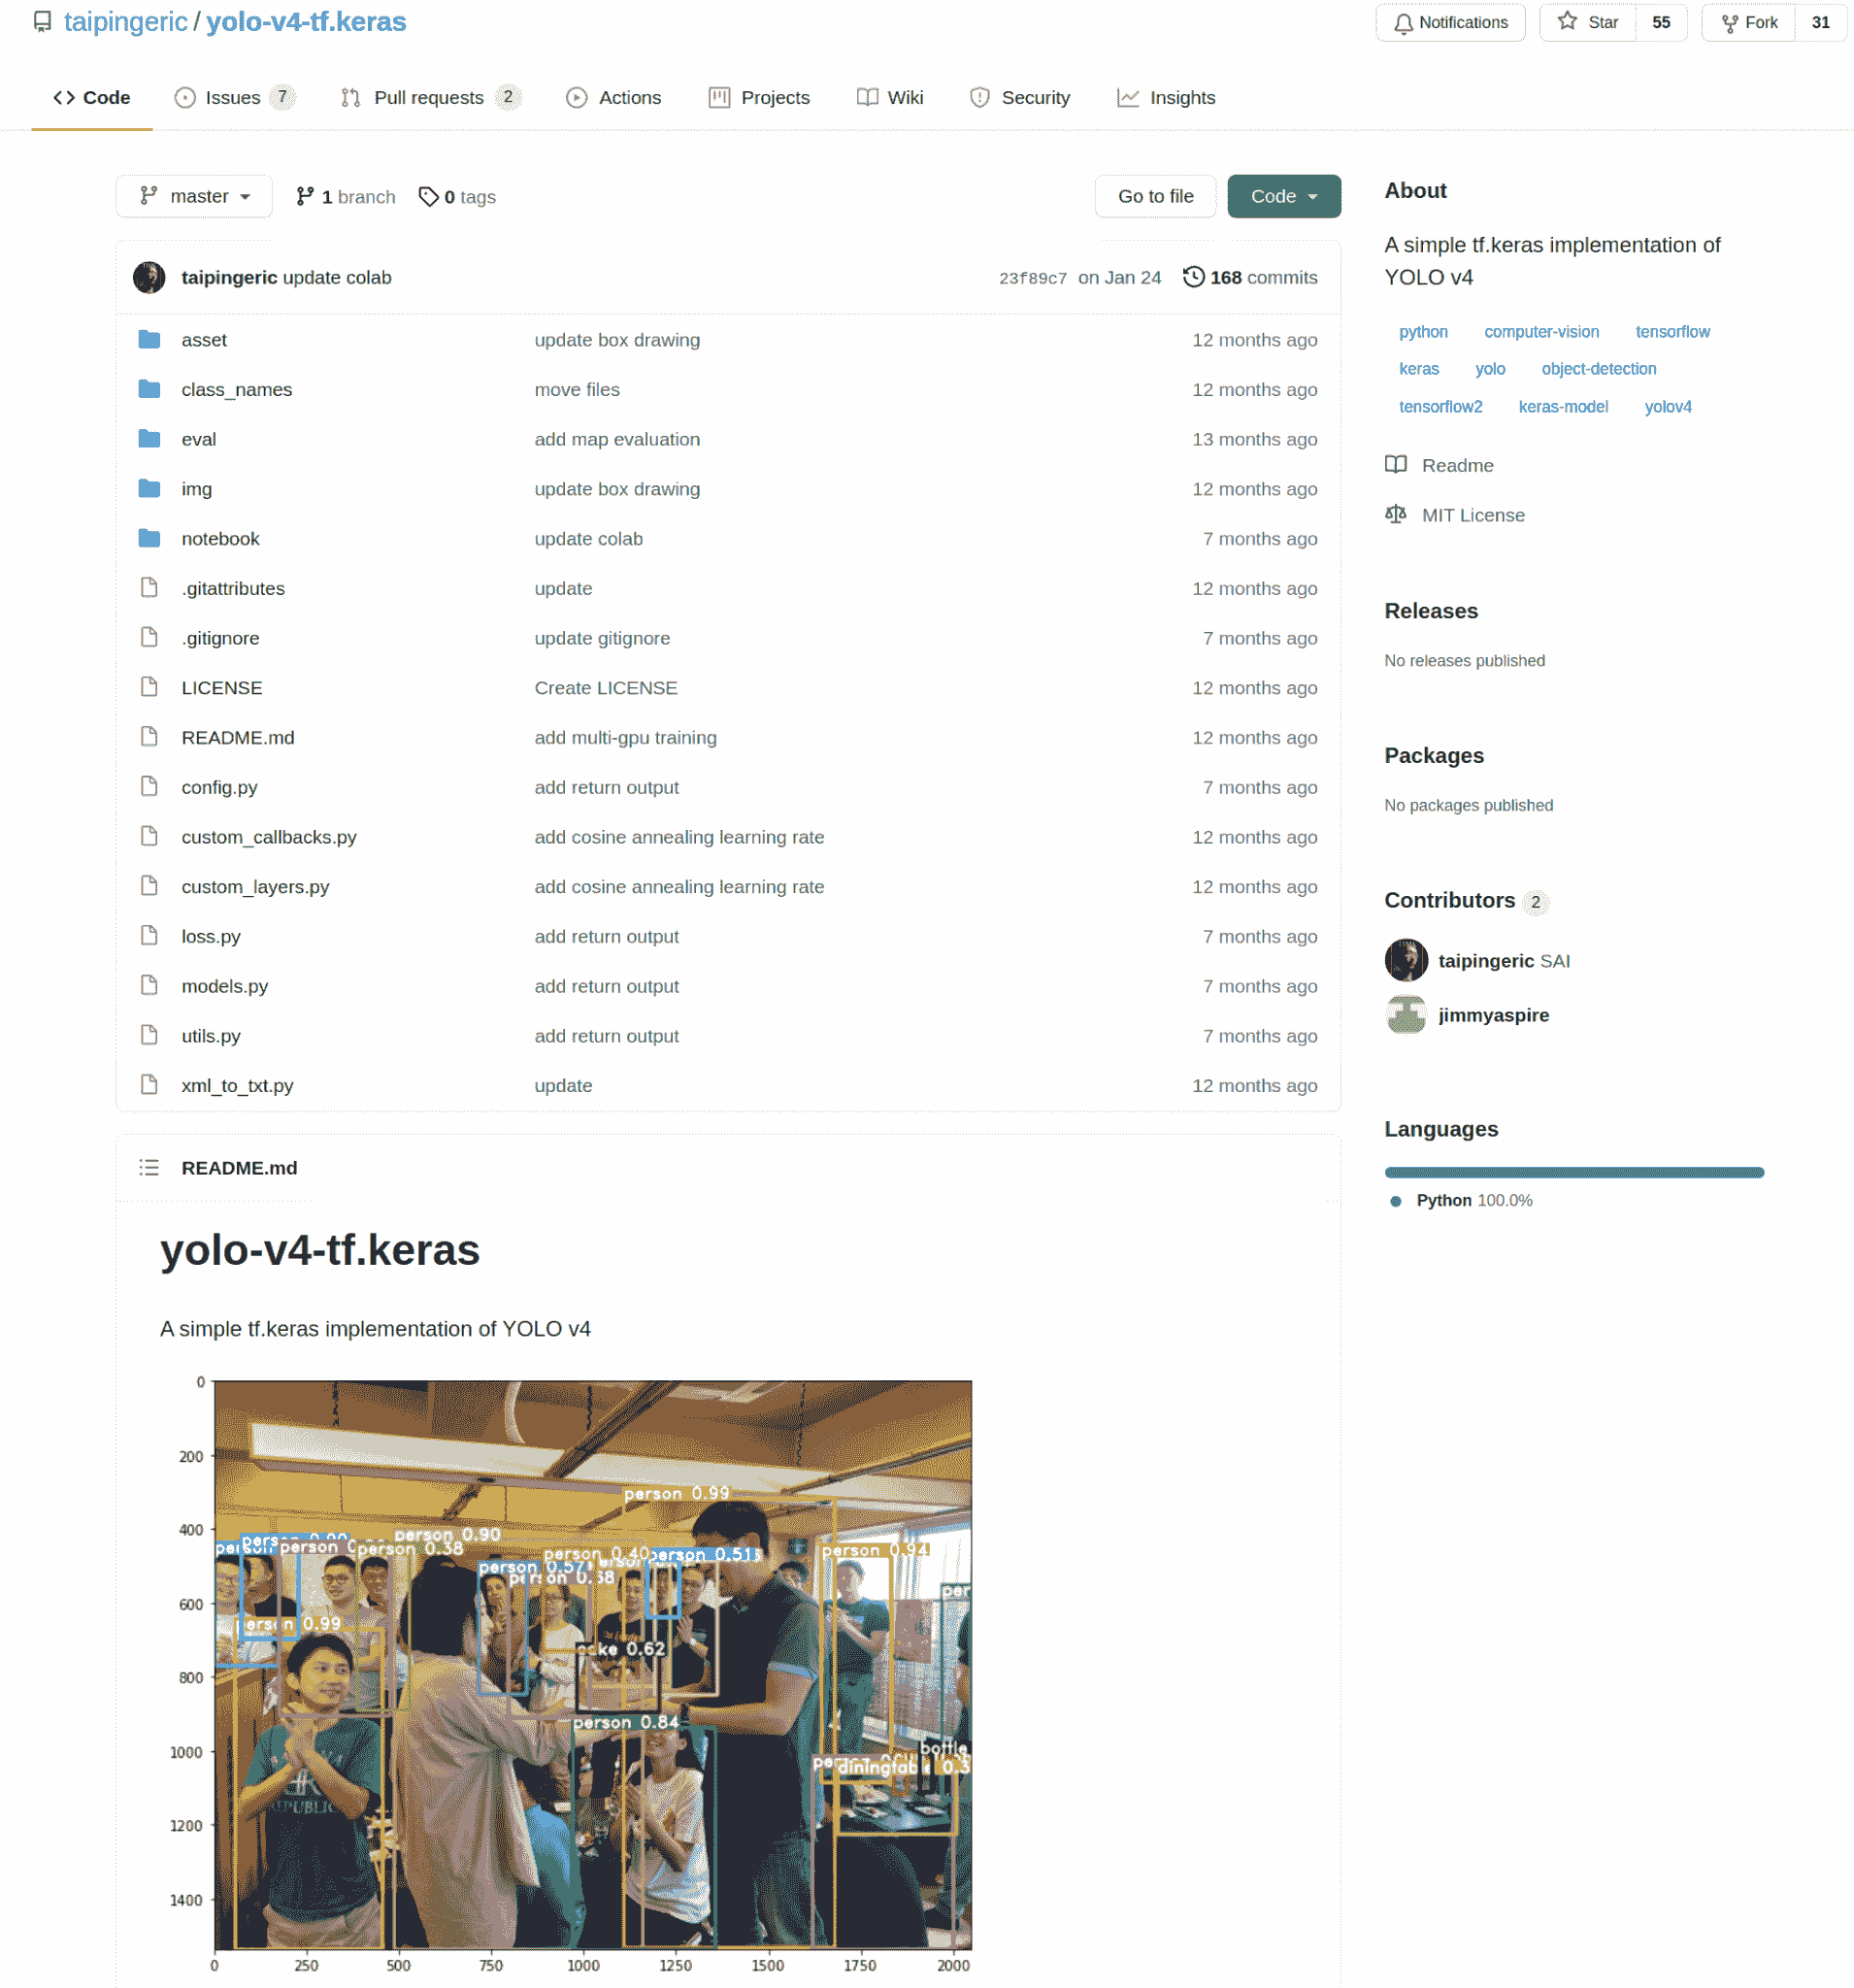 taipingeric / yolo-v4-tf.keras
Notifications Star 55 Fork 31
Code Issues 7 Pull requests 2 Actions Projects Wiki Security Insights
master 1 branch 0 tags Go to file Code
taipingeric update colab 23f89c7 on Jan 24 168 commits
asset update box drawing 12 months ago
class_names move files 12 months ago
eval add map evaluation 13 months ago
img update box drawing 12 months ago
notebook update colab 7 months ago
.gitattributes update 12 months ago
.gitignore update gitignore 7 months ago
LICENSE Create LICENSE 12 months ago
README.md add multi-gpu training 12 months ago
config.py add return output 7 months ago
custom_callbacks.py add cosine annealing learning rate 12 months ago
custom_layers.py add cosine annealing learning rate 12 months ago
loss.py add return output 7 months ago
models.py add return output 7 months ago
utils.py add return output 7 months ago
xml_to_txt.py update 12 months ago
About
A simple tf.keras implementation of
YOLO v4
python computer-vision tensorflow
keras yolo object-detection
tensorflow2 keras-model yolov4
Readme
MIT License
Releases
No releases published
Packages
No packages published
Contributors 2
taipingeric SAI
jimmyaspire
Languages
Python 100.0%
README.md
yolo-v4-tf.keras
A simple tf.keras implementation of YOLO v4
0
200
400
600
800
1000
1200
1400
person 0.99
person 0.90
person
person 0.38
person 0.40
person 0.51
person 0.94
person 0.57
person
person 0.99
0.62
person 0.84
bottle
diningtable 0.3
REPUBLIC
0 250 500 750 1000 1250 1500 1750 2000